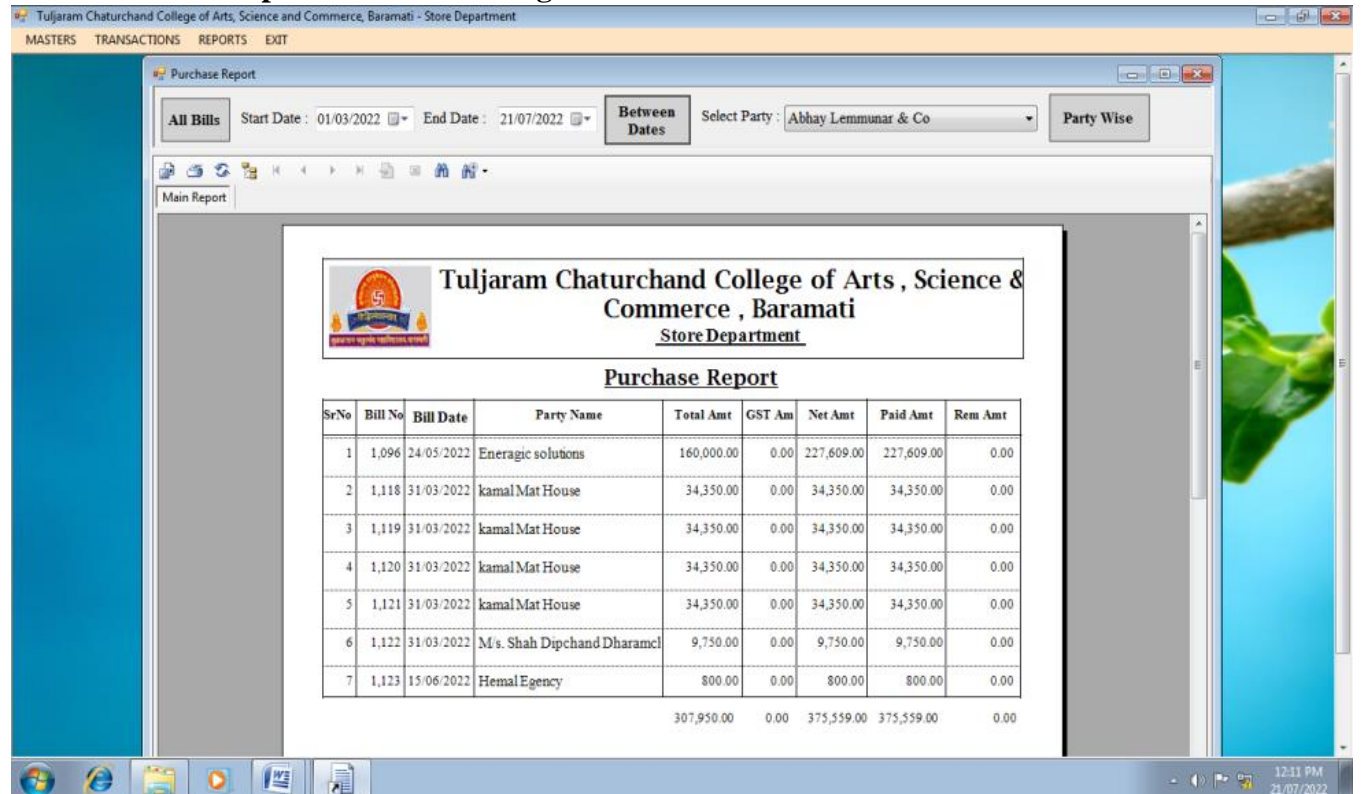 Tuljaram Chaturchand College of Arts, Science and Commerce, Baramati - Store Department
MASTERS TRANSACTIONS REPORTS EXIT
Purchase Report
All Bills Start Date : 01/03/2022 End Date : 21/07/2022 Between Dates Select Party : Abhay Lemmunar & Co Party Wise
Main Report
Tuljaram Chaturchand College of Arts , Science &
Commerce , Baramati
Store Department
Purchase Report
SrNo Bill No Bill Date Party Name Total Amt GST Am Net Amt Paid Amt Rem Amt
1 1,096 24/05/2022 Eneragic solutions 160,000.00 0.00 227,609.00 227,609.00 0.00
2 1,118 31/03/2022 kamal Mat House 34,350.00 0.00 34,350.00 34,350.00 0.00
3 1,119 31/03/2022 kamal Mat House 34,350.00 0.00 34,350.00 34,350.00 0.00
4 1,120 31/03/2022 kamal Mat House 34,350.00 0.00 34,350.00 34,350.00 0.00
5 1,121 31/03/2022 kamal Mat House 34,350.00 0.00 34,350.00 34,350.00 0.00
6 1,122 31/03/2022 M/s. Shah Dipchand Dharamcl 9,750.00 0.00 9,750.00 9,750.00 0.00
7 1,123 15/06/2022 Hemal Egency 800.00 0.00 800.00 800.00 0.00
307,950.00 0.00 375,559.00 375,559.00 0.00
12:11 PM
21/07/2022